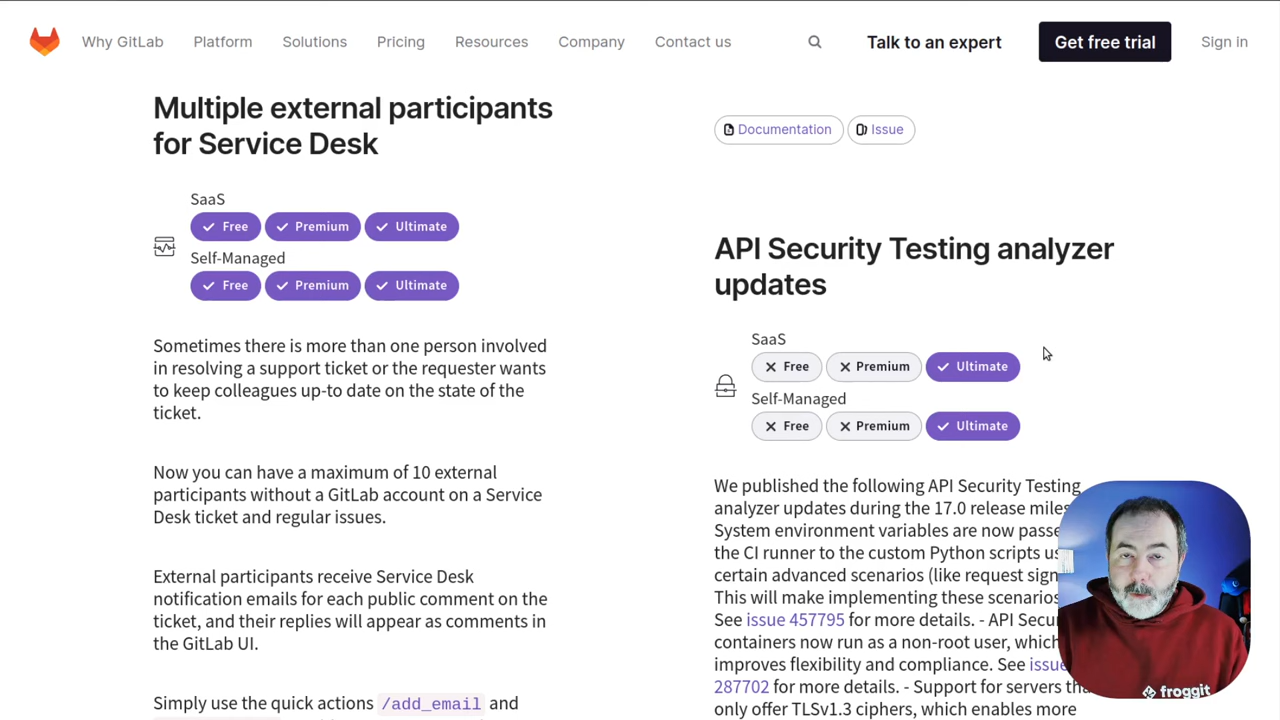 Why GitLab Platform Solutions Pricing Resources Company Contact us Talk to an expert Get free trial Sign in
Multiple external participants
for Service Desk
SaaS
Free Premium Ultimate
Self-Managed
Free Premium Ultimate
Sometimes there is more than one person involved
in resolving a support ticket or the requester wants
to keep colleagues up-to date on the state of the
ticket.
Now you can have a maximum of 10 external
participants without a GitLab account on a Service
Desk ticket and regular issues.
External participants receive Service Desk
notification emails for each public comment on the
ticket, and their replies will appear as comments in
the GitLab UI.
Simply use the quick actions /add_email and
Documentation Issue
API Security Testing analyzer
updates
SaaS
Free Premium Ultimate
Self-Managed
Free Premium Ultimate
We published the following API Security Testing
analyzer updates during the 17.0 release
System environment variables are now
the CI runner to the custom Python scripts
certain advanced scenarios (like request
This will make implementing these scenarios
See issue 457795 for more details. - API
containers now run as a non-root user, which
improves flexibility and compliance. See issue
287702 for more details. - Support for servers
only offer TLSv1.3 ciphers, which enables more
froggit